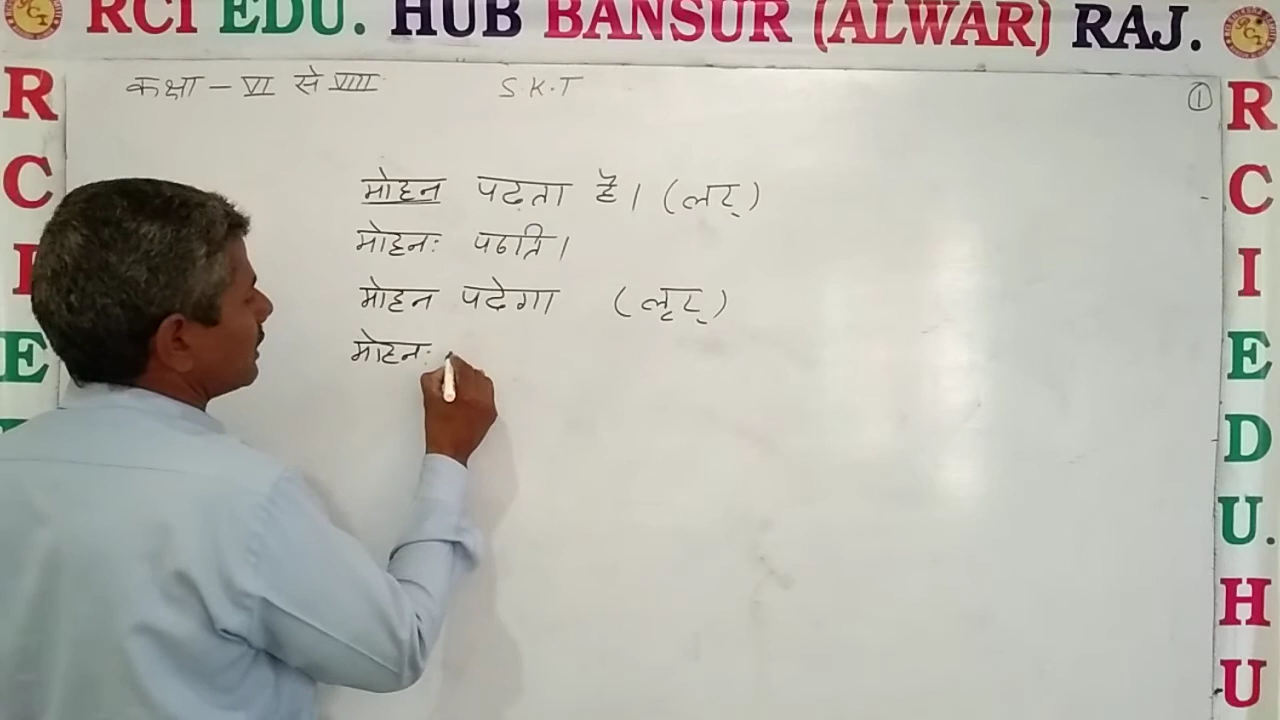 RCI EDU. HUB BANSUR (ALWAR) RAJ.
कक्षा - VI से VIII S.K.T ①
मोहन पढ़ता है। (लट्)
मोहनः पठति।
मोहन पढेगा (लृट्)
मोहनः
R
C
I
E
R
C
I
E
D
U.
H
U